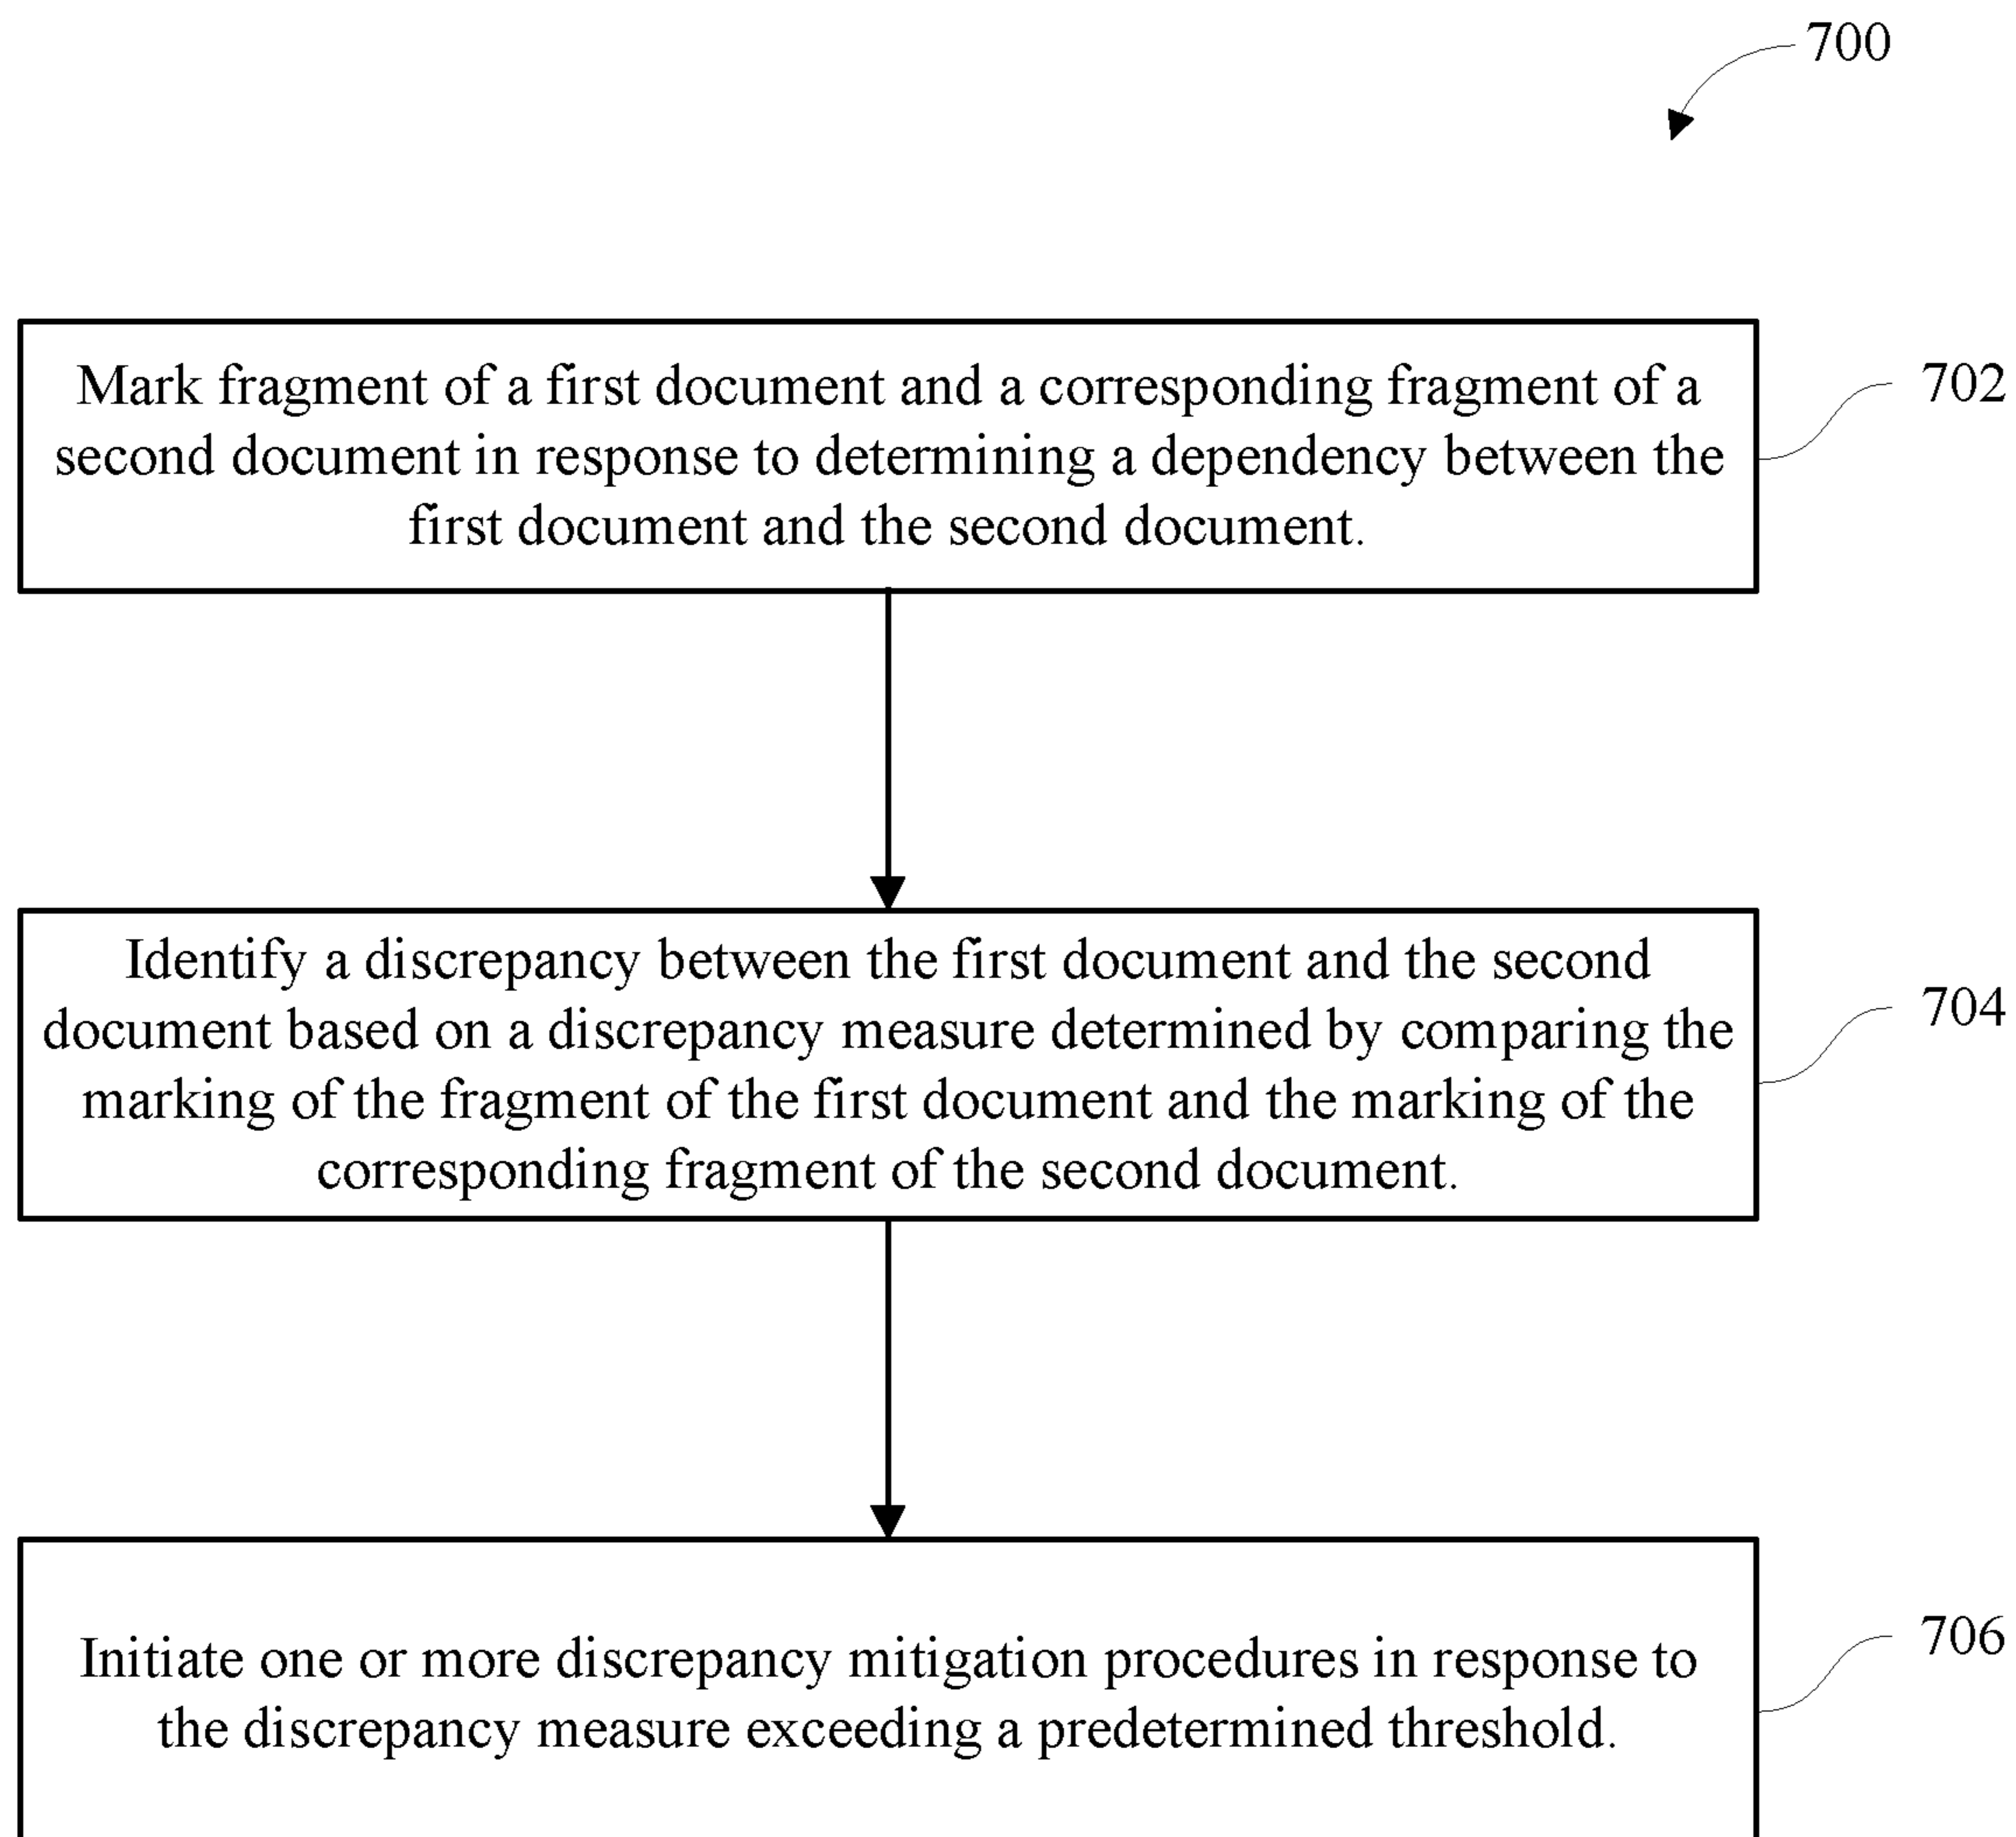 700
Mark fragment of a first document and a corresponding fragment of a
second document in response to determining a dependency between the
first document and the second document.
702
Identify a discrepancy between the first document and the second
document based on a discrepancy measure determined by comparing the
marking of the fragment of the first document and the marking of the
corresponding fragment of the second document.
704
Initiate one or more discrepancy mitigation procedures in response to
the discrepancy measure exceeding a predetermined threshold.
706